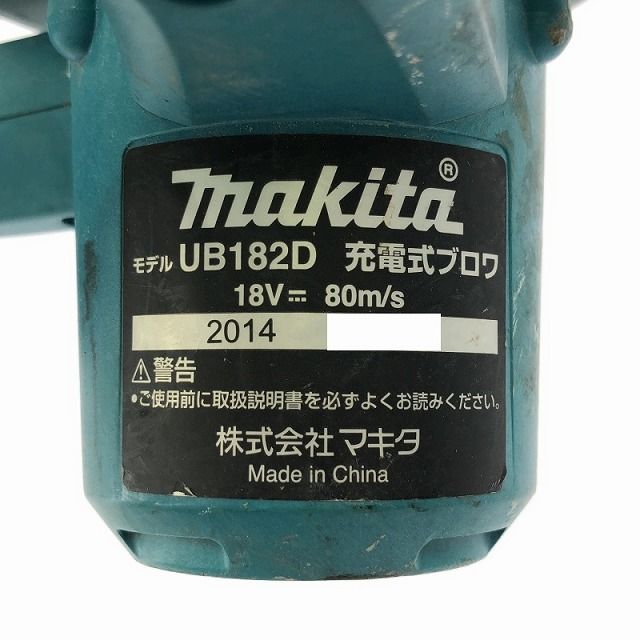 makita®
モデル UB182D 充電式ブロワ
18V⎓ 80m/s
2014
⚠警告
•ご使用前に取扱説明書を必ずよくお読みください。
株式会社 マキタ
Made in China